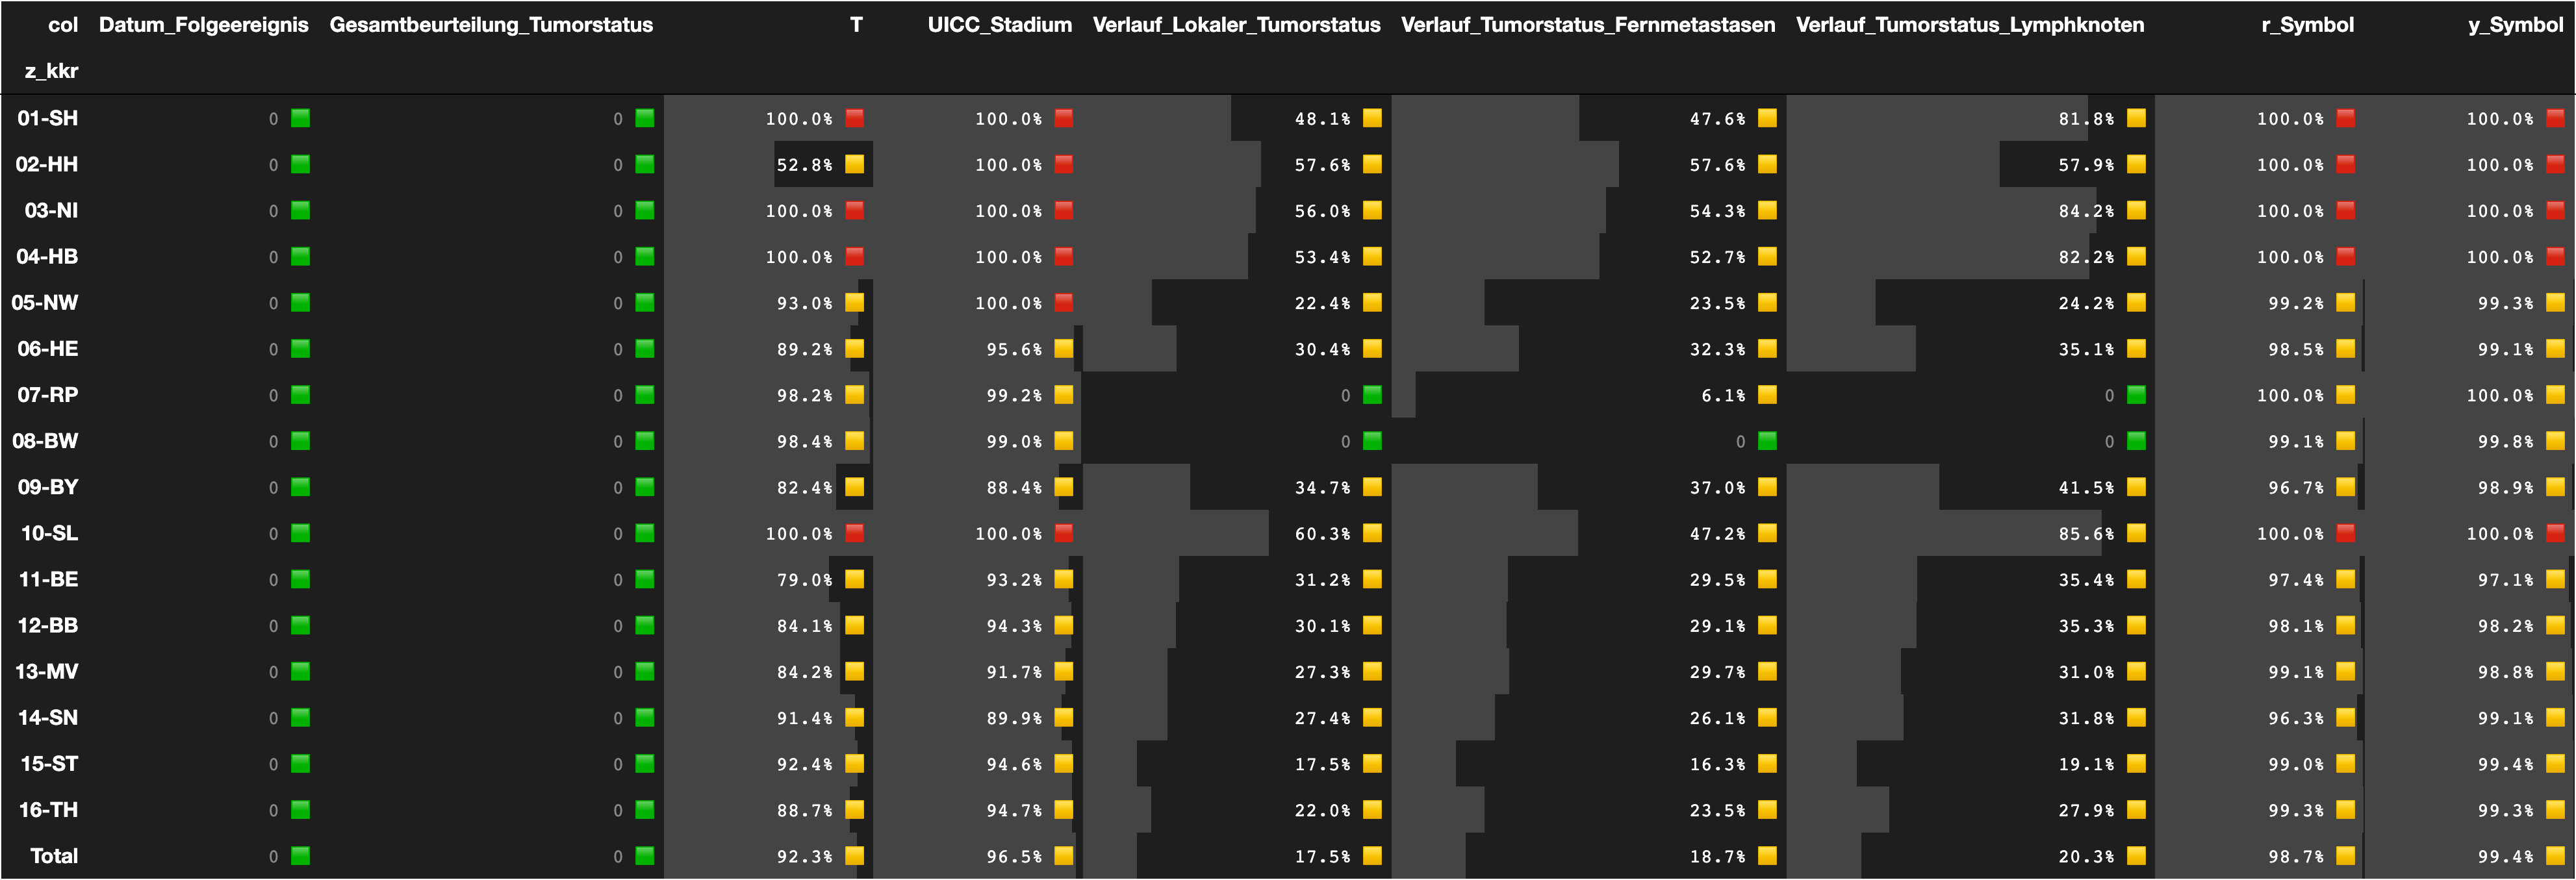 col Datum_Folgeereignis Gesamtbeurteilung_Tumorstatus T UICC_Stadium Verlauf_Lokaler_Tumorstatus Verlauf_Tumorstatus_Fernmetastasen Verlauf_Tumorstatus_Lymphknoten r_Symbol y_Symbol
z_kkr
01-SH 0 0 100.0% 100.0% 48.1% 47.6% 81.8% 100.0% 100.0%
02-HH 0 0 52.8% 100.0% 57.6% 57.6% 57.9% 100.0% 100.0%
03-NI 0 0 100.0% 100.0% 56.0% 54.3% 84.2% 100.0% 100.0%
04-HB 0 0 100.0% 100.0% 53.4% 52.7% 82.2% 100.0% 100.0%
05-NW 0 0 93.0% 100.0% 22.4% 23.5% 24.2% 99.2% 99.3%
06-HE 0 0 89.2% 95.6% 30.4% 32.3% 35.1% 98.5% 99.1%
07-RP 0 0 98.2% 99.2% 0 6.1% 0 100.0% 100.0%
08-BW 0 0 98.4% 99.0% 0 0 0 99.1% 99.8%
09-BY 0 0 82.4% 88.4% 34.7% 37.0% 41.5% 96.7% 98.9%
10-SL 0 0 100.0% 100.0% 60.3% 47.2% 85.6% 100.0% 100.0%
11-BE 0 0 79.0% 93.2% 31.2% 29.5% 35.4% 97.4% 97.1%
12-BB 0 0 84.1% 94.3% 30.1% 29.1% 35.3% 98.1% 98.2%
13-MV 0 0 84.2% 91.7% 27.3% 29.7% 31.0% 99.1% 98.8%
14-SN 0 0 91.4% 89.9% 27.4% 26.1% 31.8% 96.3% 99.1%
15-ST 0 0 92.4% 94.6% 17.5% 16.3% 19.1% 99.0% 99.4%
16-TH 0 0 88.7% 94.7% 22.0% 23.5% 27.9% 99.3% 99.3%
Total 0 0 92.3% 96.5% 17.5% 18.7% 20.3% 98.7% 99.4%